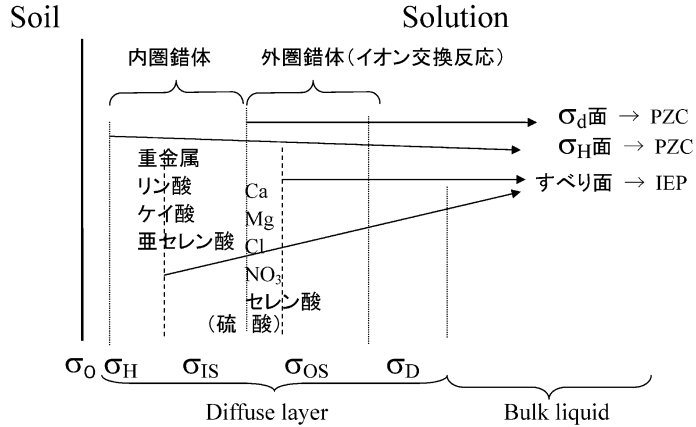 Soil Solution
内圏錯体 外圏錯体(イオン交換反応)
σd面 → PZC
σH面 → PZC
すべり面 → IEP
重金属
リン酸
ケイ酸
亜セレン酸
Ca
Mg
Cl
NO3
セレン酸
(硫 酸)
σo σH σIS σOS σD
Diffuse layer Bulk liquid